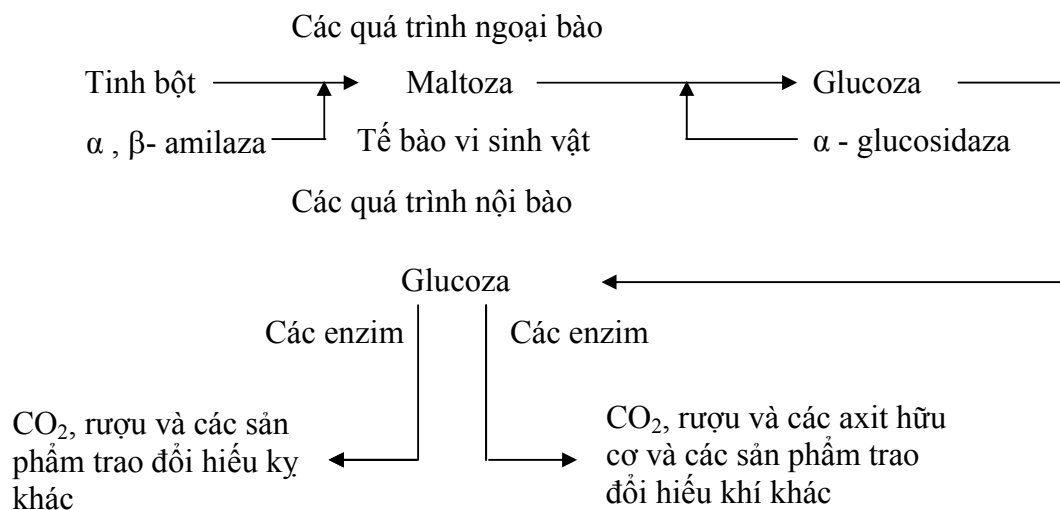 Các quá trình ngoại bào
Tinh bột Maltoza Glucoza
α , β- amilaza Tế bào vi sinh vật α - glucosidaza
Các quá trình nội bào
Glucoza
Các enzim Các enzim
CO₂, rượu và các sản
phẩm trao đổi hiếu kỵ
khác
CO₂, rượu và các axit hữu
cơ và các sản phẩm trao
đổi hiếu khí khác